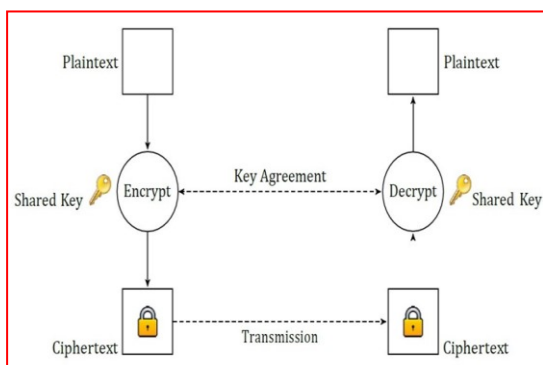 Plaintext
Plaintext
Shared Key
Encrypt
Key Agreement
Decrypt
Shared Key
Ciphertext
Transmission
Ciphertext